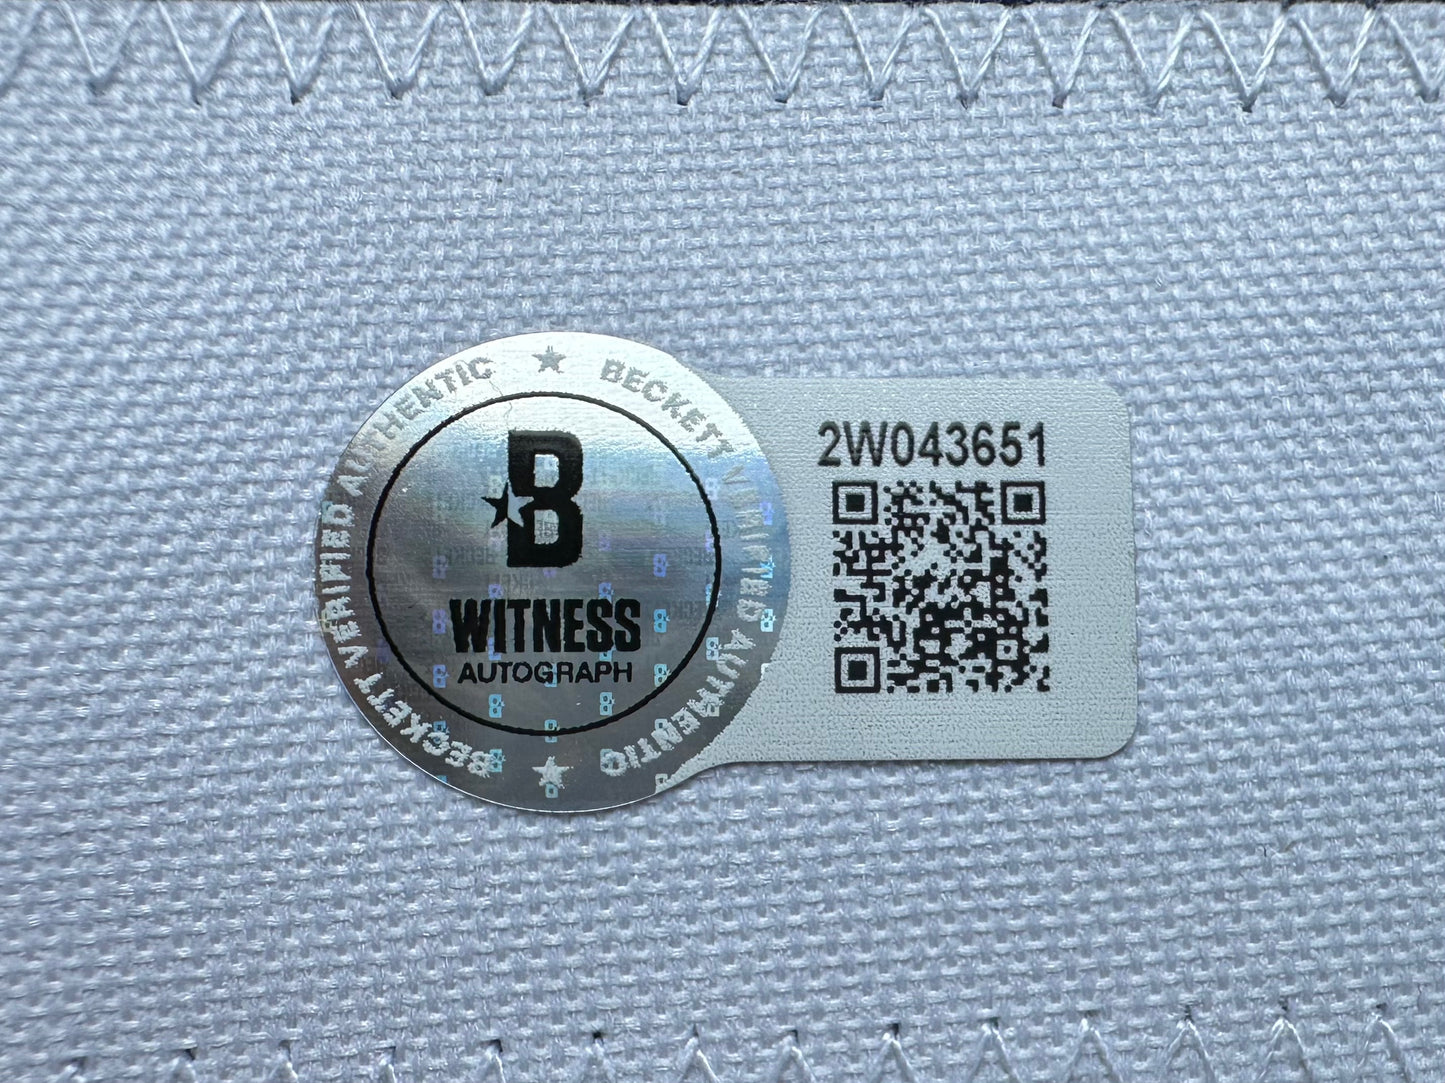 BECKETT VERIFIED AUTHENTIC ★ BECKETT VERIFIED AUTHENTIC ★
B
WITNESS
AUTOGRAPH
2W043651